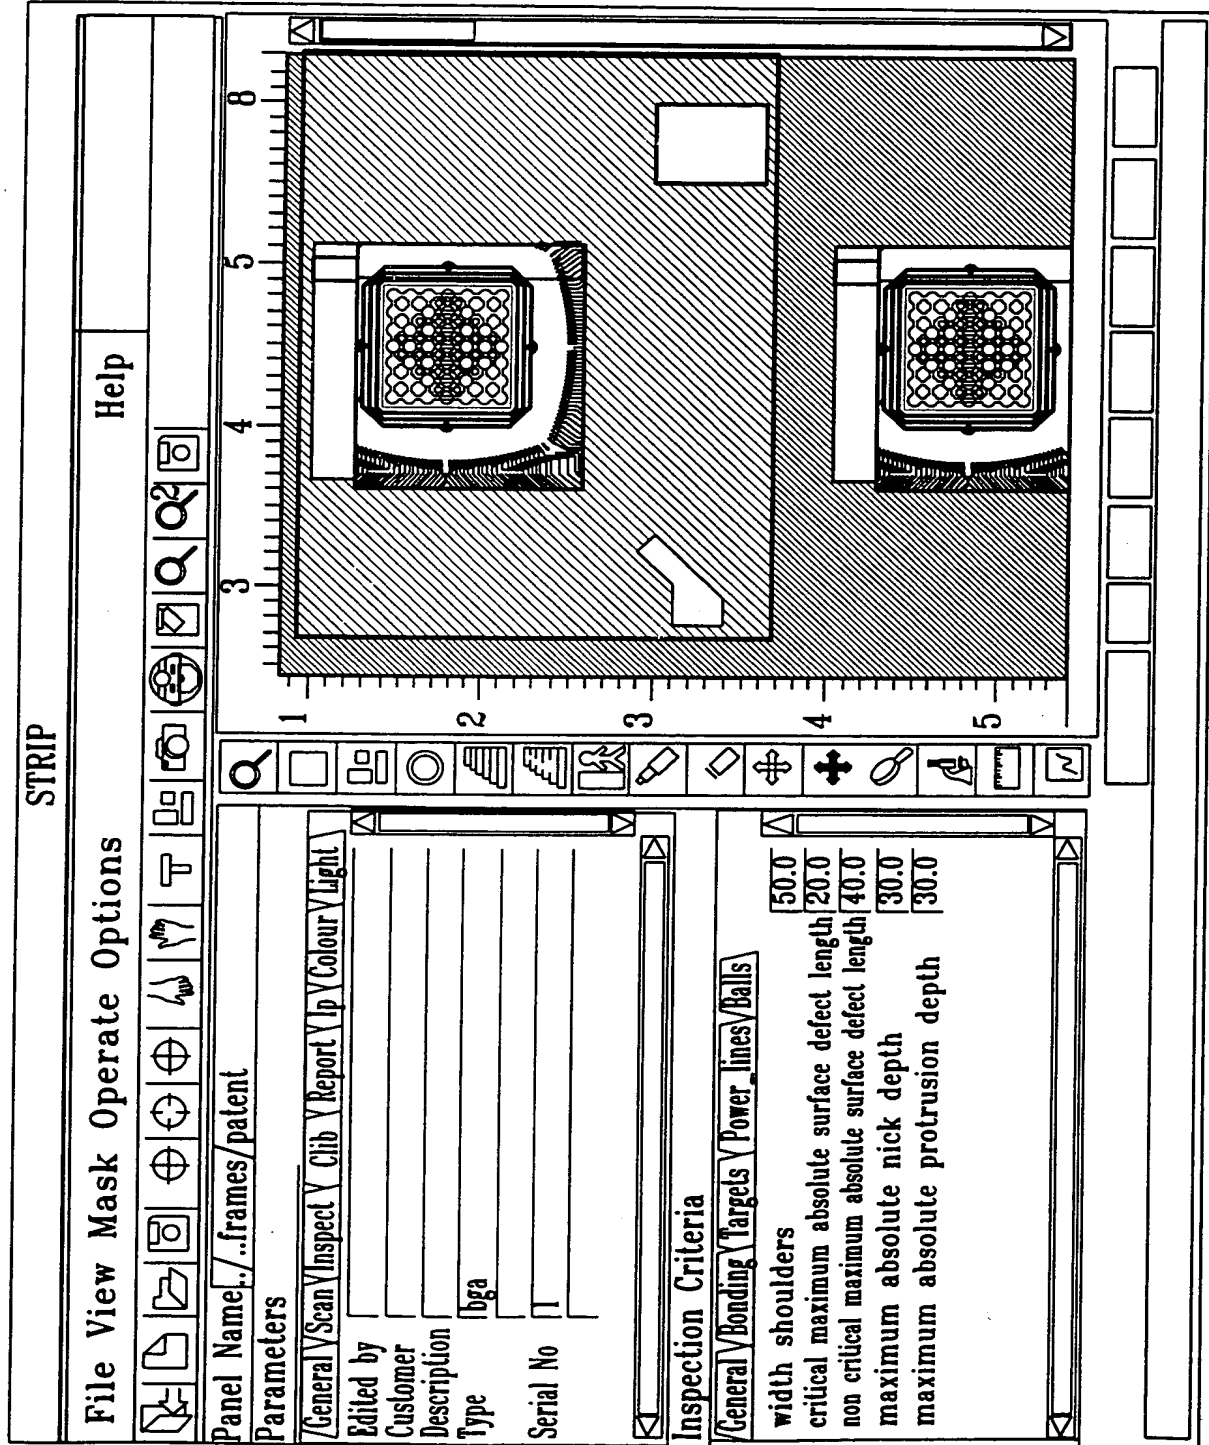 STRIP
File View Mask Operate Options Help
Panel Name ../..frames/patent
Parameters
General Scan Inspect Clib Report Ip Colour Light
Edited by
Customer
Description
Type bga
Serial No 1
Inspection Criteria
General Bonding Targets Power_lines Balls
width shoulders 50.0
critical maximum absolute surface defect length 20.0
non critical maximum absolute surface defect length 40.0
maximum absolute nick depth 30.0
maximum absolute protrusion depth 30.0
3 4 5 8
1
2
3
4
5
2